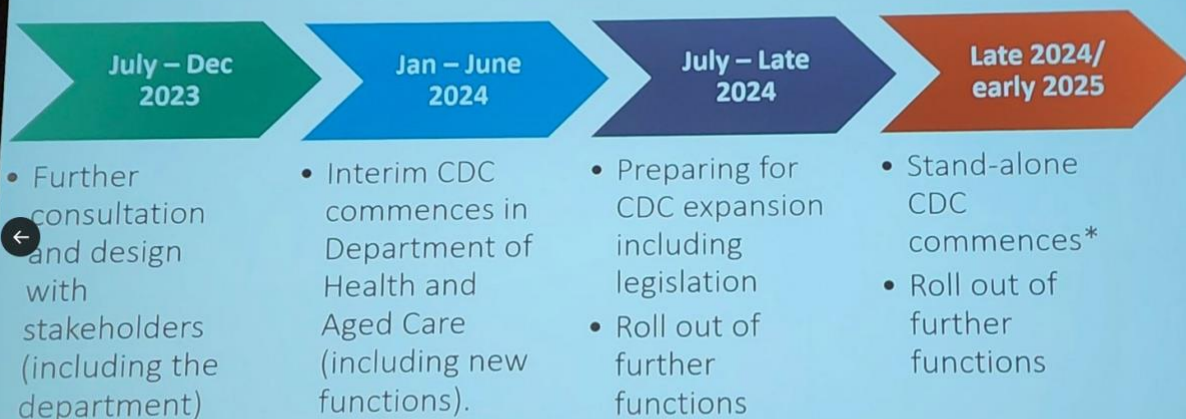 July – Dec
2023
• Further
consultation
and design
with
stakeholders
(including the
department)
Jan – June
2024
• Interim CDC
commences in
Department of
Health and
Aged Care
(including new
functions).
July – Late
2024
• Preparing for
CDC expansion
including
legislation
• Roll out of
further
functions
Late 2024/
early 2025
• Stand-alone
CDC
commences*
• Roll out of
further
functions